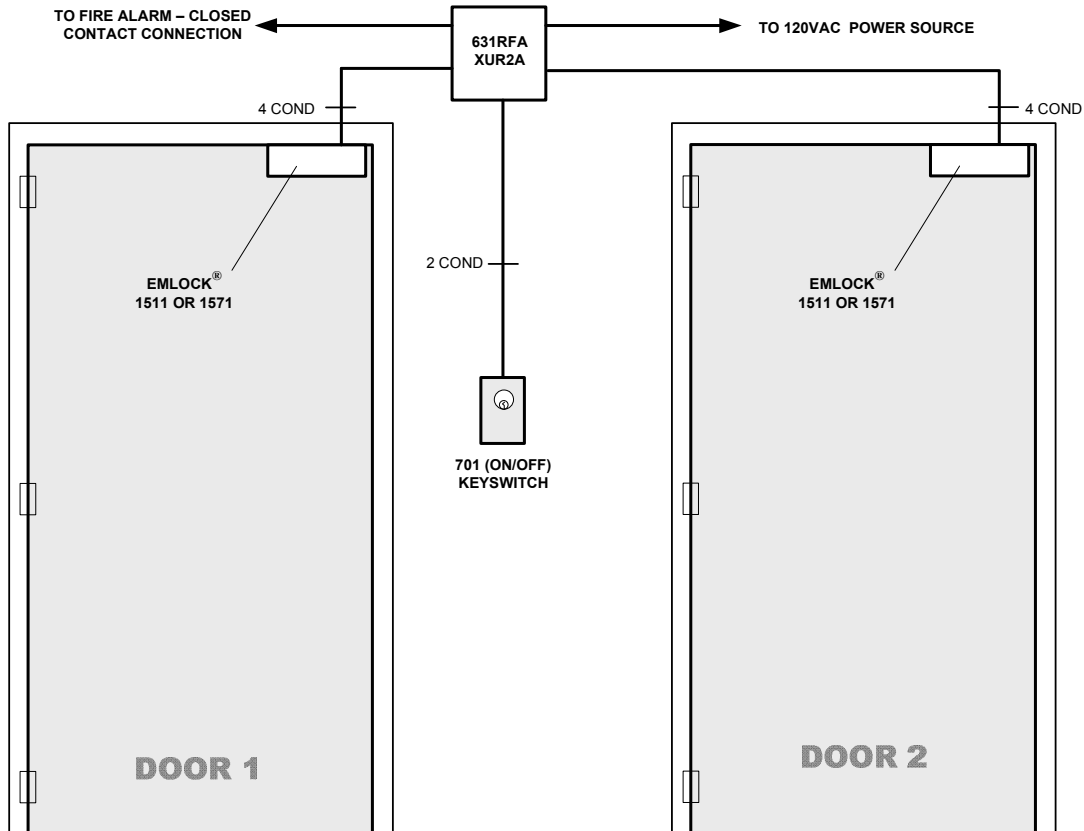 TO FIRE ALARM – CLOSED
CONTACT CONNECTION
631RFA
XUR2A
TO 120VAC POWER SOURCE
4 COND
4 COND
EMLOCK®
1511 OR 1571
2 COND
EMLOCK®
1511 OR 1571
701 (ON/OFF)
KEYSWITCH
DOOR 1
DOOR 2